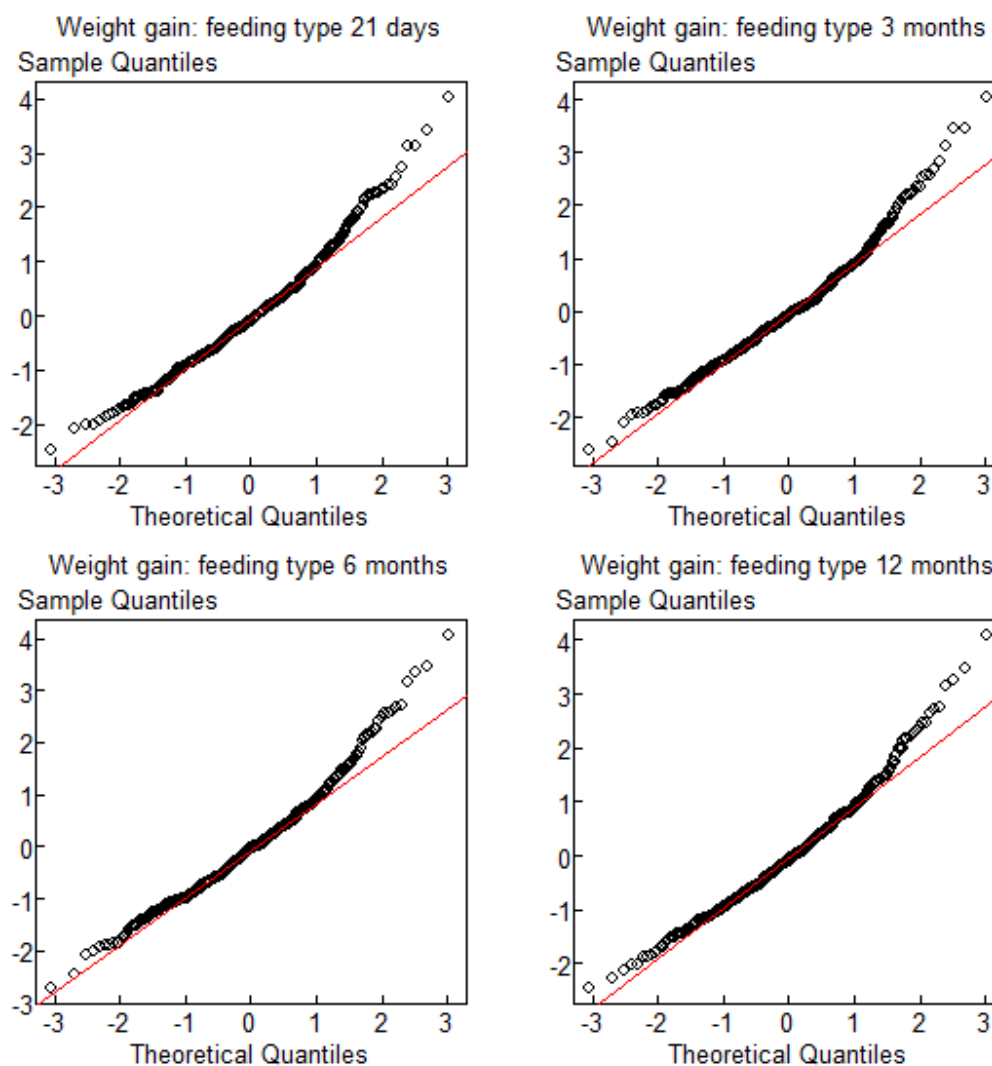 Weight gain: feeding type 21 days
Sample Quantiles
4
3
2
1
0
-1
-2
-3 -2 -1 0 1 2 3
Theoretical Quantiles
Weight gain: feeding type 3 months
Sample Quantiles
4
3
2
1
0
-1
-2
-3 -2 -1 0 1 2 3
Theoretical Quantiles
Weight gain: feeding type 6 months
Sample Quantiles
4
3
2
1
0
-1
-2
-3
-3 -2 -1 0 1 2 3
Theoretical Quantiles
Weight gain: feeding type 12 months
Sample Quantiles
4
3
2
1
0
-1
-2
-3 -2 -1 0 1 2 3
Theoretical Quantiles